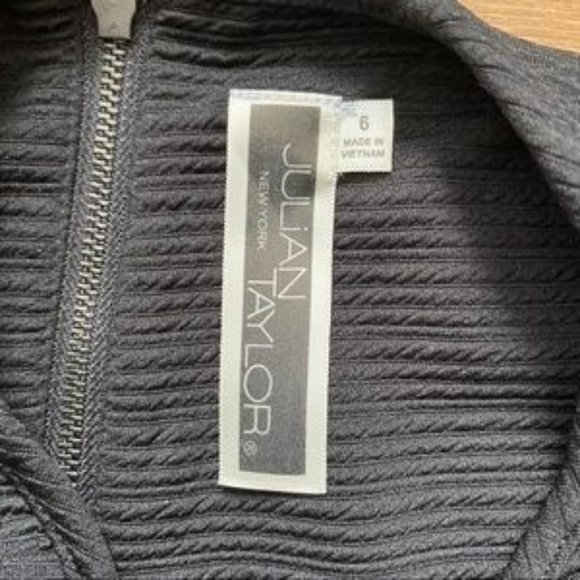 JULIAN
NEW YORK
TAYLOR®
6
MADE IN
VIETNAM